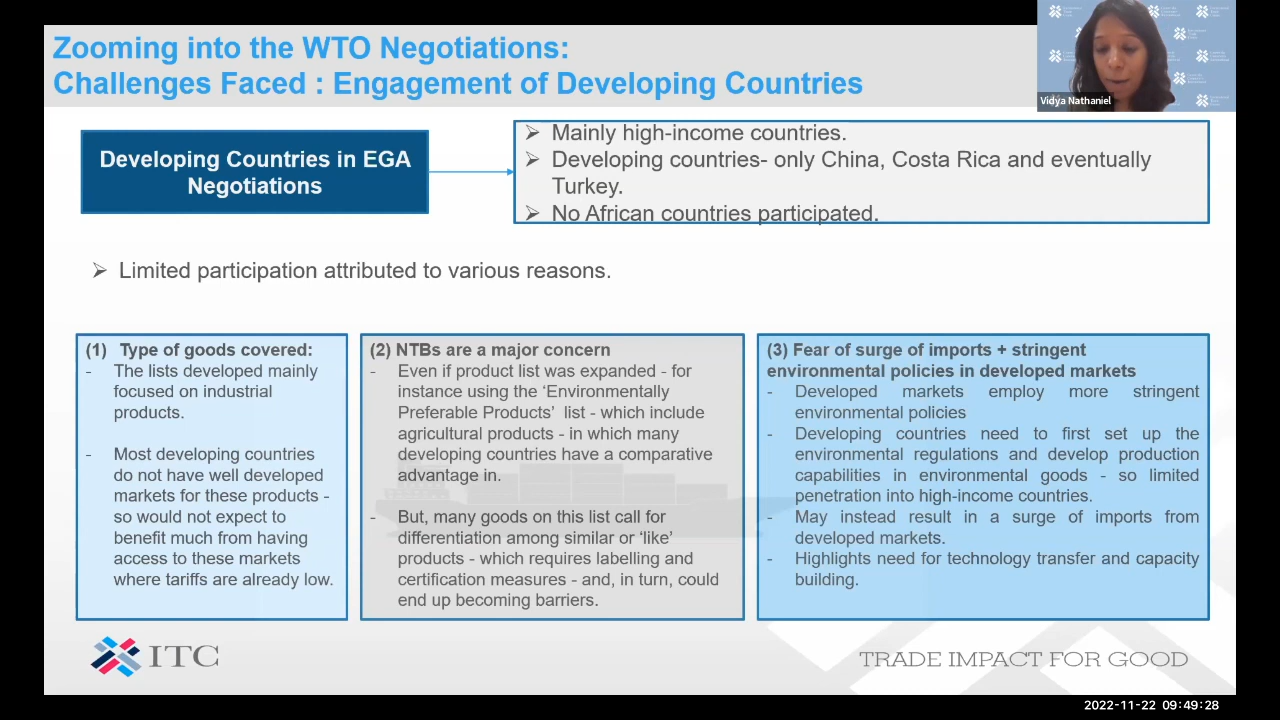 Zooming into the WTO Negotiations:
Challenges Faced : Engagement of Developing Countries
Vidya Nathaniel
Developing Countries in EGA
Negotiations
➢ Mainly high-income countries.
➢ Developing countries- only China, Costa Rica and eventually
Turkey.
➢ No African countries participated.
➢ Limited participation attributed to various reasons.
(1) Type of goods covered:
- The lists developed mainly
focused on industrial
products.
- Most developing countries
do not have well developed
markets for these products -
so would not expect to
benefit much from having
access to these markets
where tariffs are already low.
(2) NTBs are a major concern
- Even if product list was expanded - for
instance using the ‘Environmentally
Preferable Products’ list - which include
agricultural products - in which many
developing countries have a comparative
advantage in.
- But, many goods on this list call for
differentiation among similar or ‘like’
products - which requires labelling and
certification measures - and, in turn, could
end up becoming barriers.
(3) Fear of surge of imports + stringent
environmental policies in developed markets
- Developed markets employ more stringent
environmental policies
- Developing countries need to first set up the
environmental regulations and develop production
capabilities in environmental goods - so limited
penetration into high-income countries.
- May instead result in a surge of imports from
developed markets.
- Highlights need for technology transfer and capacity
building.
ITC
TRADE IMPACT FOR GOOD
2022-11-22 09:49:28